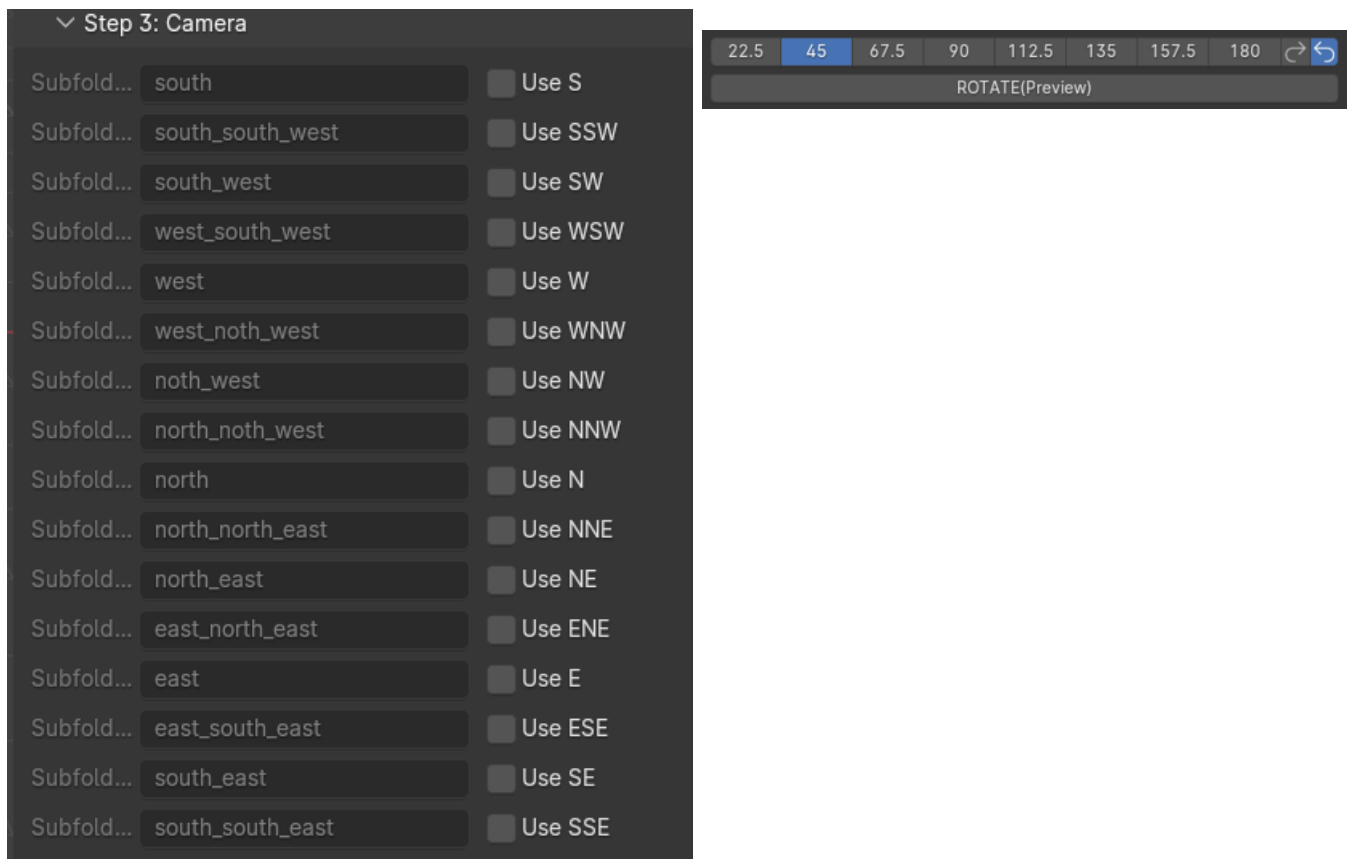 Step 3: Camera
Subfold... south Use S
Subfold... south_south_west Use SSW
Subfold... south_west Use SW
Subfold... west_south_west Use WSW
Subfold... west Use W
Subfold... west_noth_west Use WNW
Subfold... noth_west Use NW
Subfold... north_noth_west Use NNW
Subfold... north Use N
Subfold... north_north_east Use NNE
Subfold... north_east Use NE
Subfold... east_north_east Use ENE
Subfold... east Use E
Subfold... east_south_east Use ESE
Subfold... south_east Use SE
Subfold... south_south_east Use SSE
22.5 45 67.5 90 112.5 135 157.5 180
ROTATE(Preview)